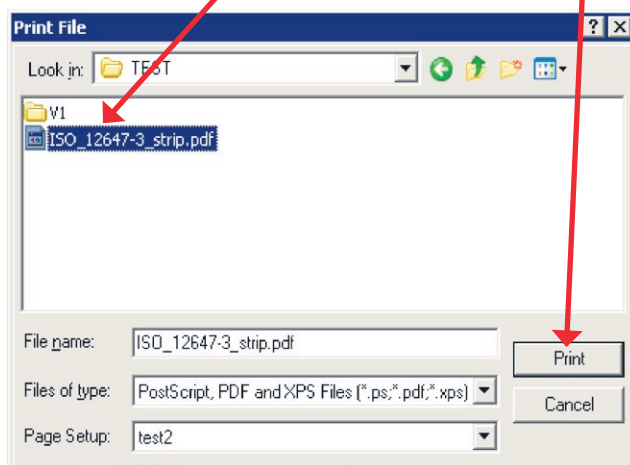 Print File
Look in: TEST
V1
ISO_12647-3_strip.pdf
File name: ISO_12647-3_strip.pdf
Print
Files of type: PostScript, PDF and XPS Files (*.ps;*.pdf;*.xps)
Cancel
Page Setup: test2